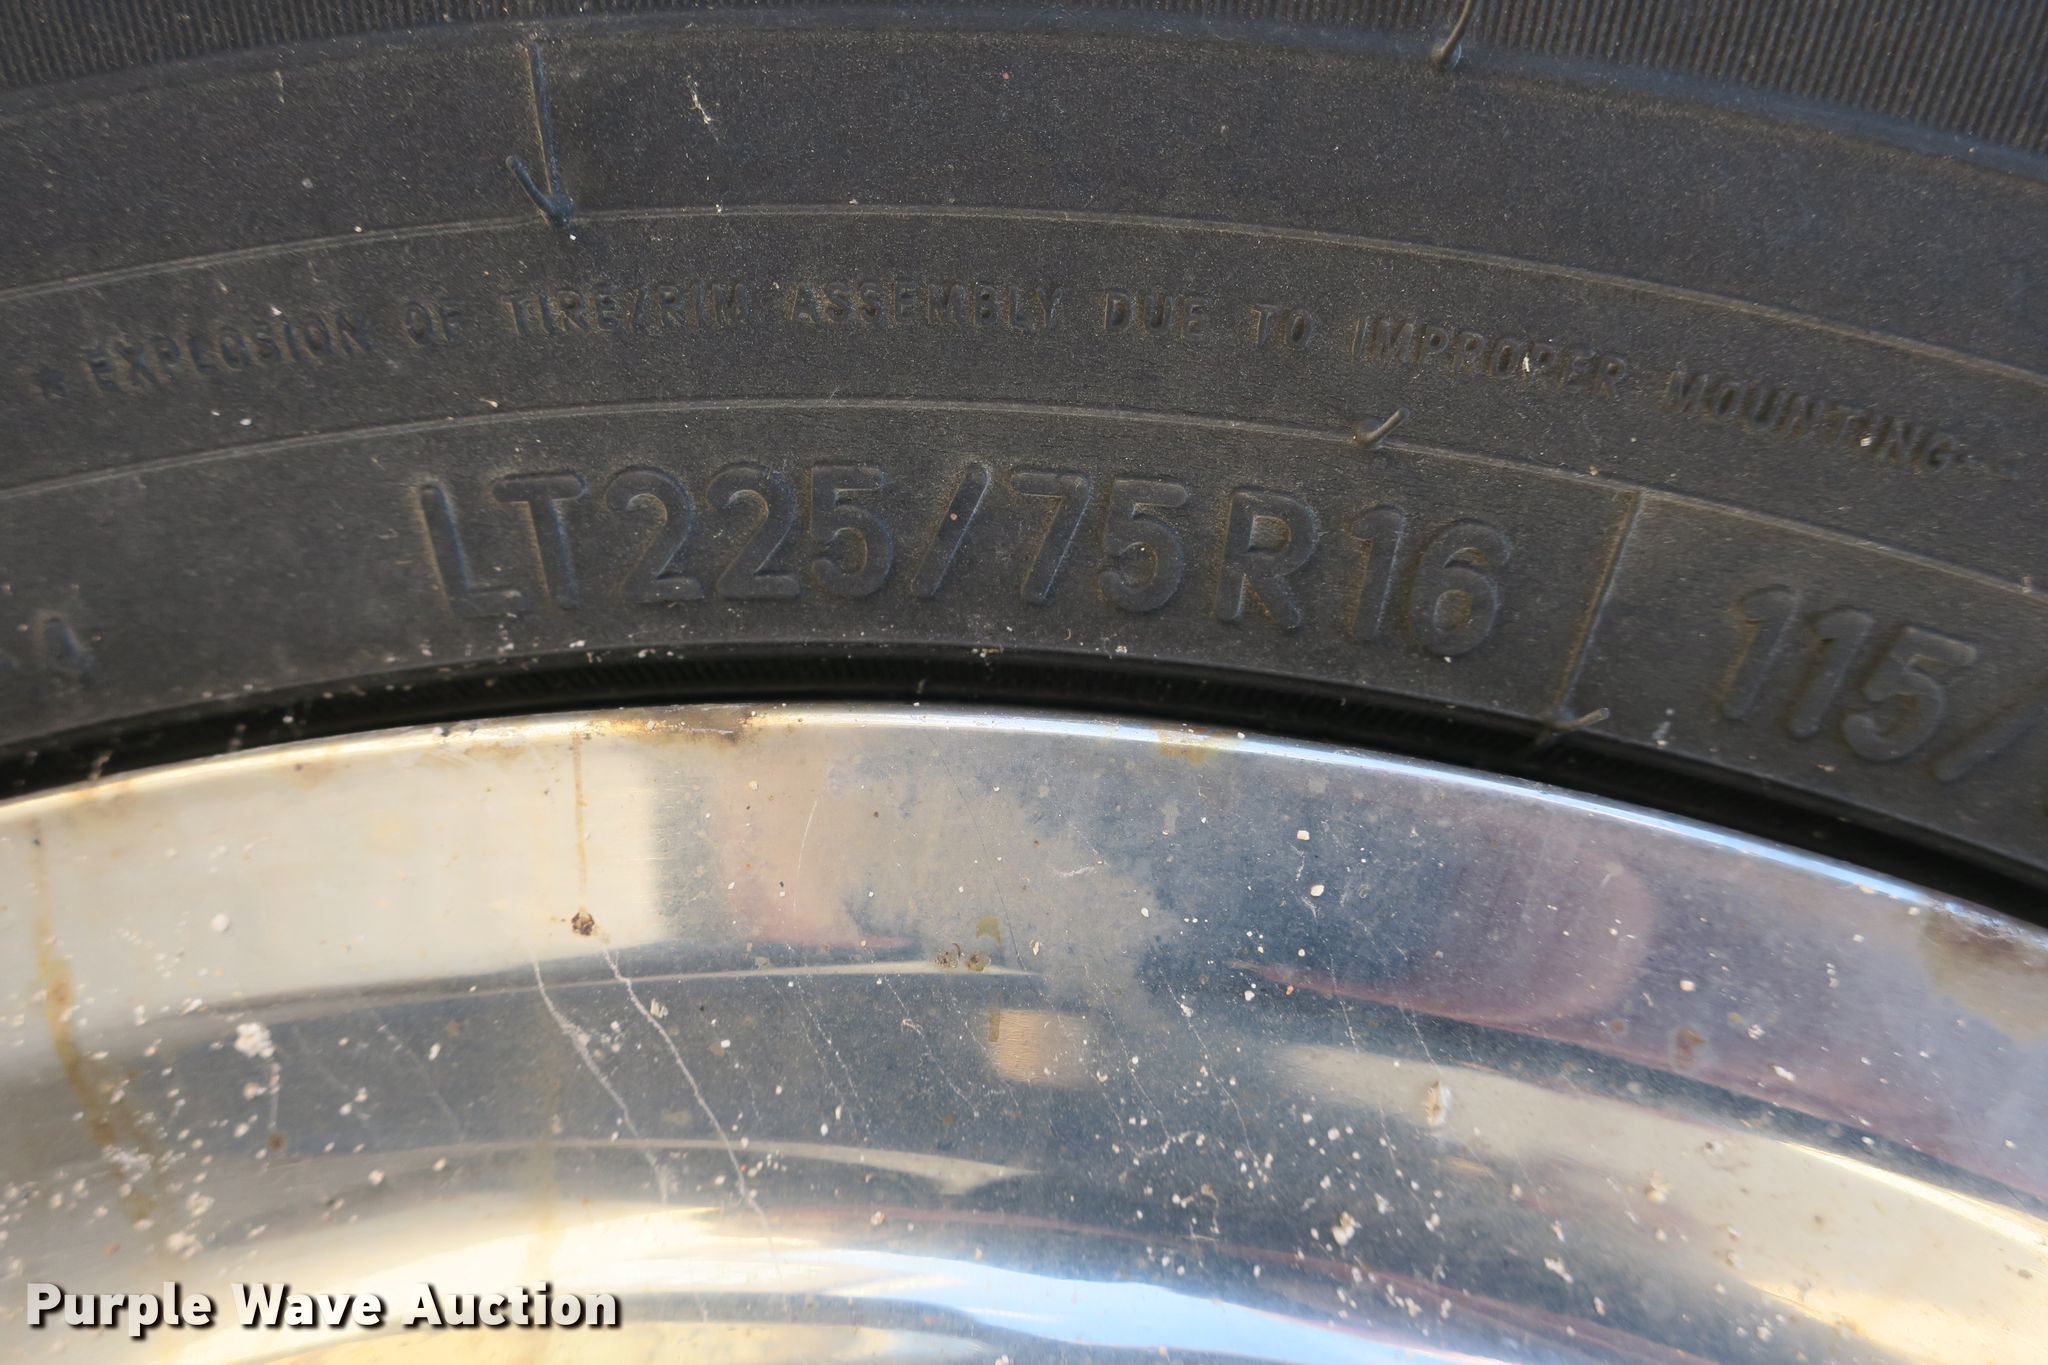 * EXPLOSION OF TIRE/RIM ASSEMBLY DUE TO IMPROPER MOUNTING--
LT225/75R16 115/
Purple Wave Auction